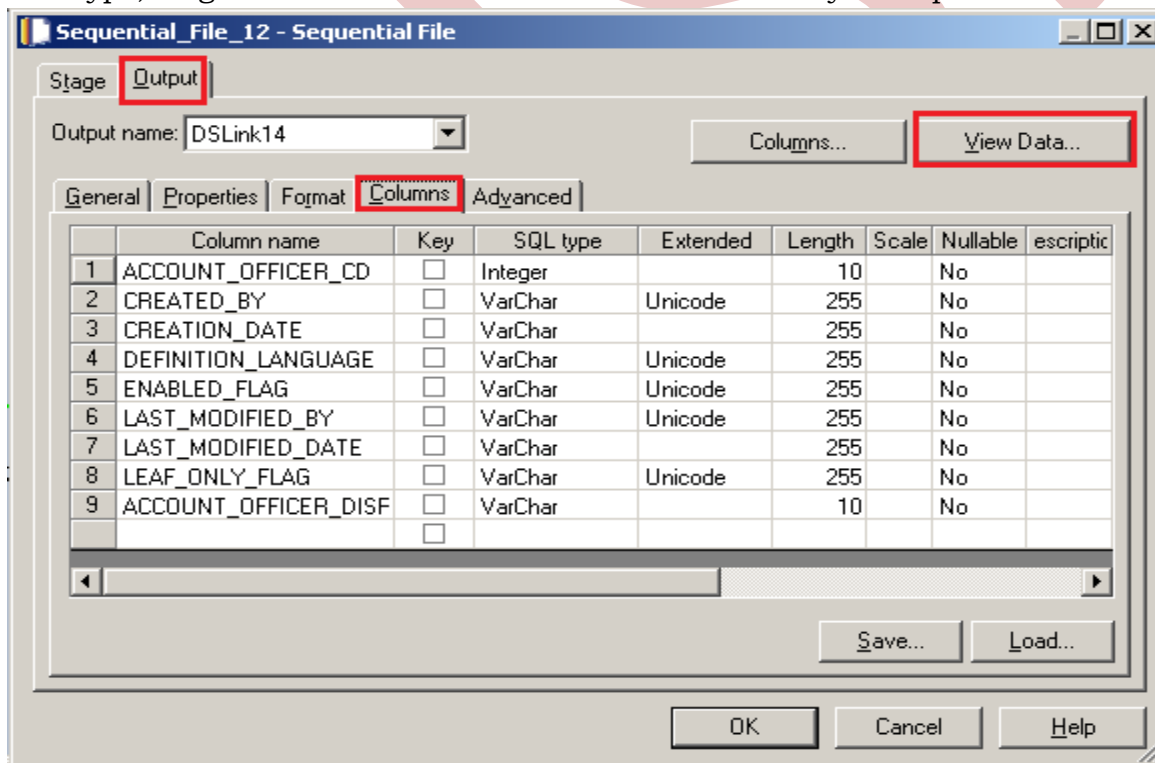 Sequential_File_12 - Sequential File
Stage Output
Output name: DSLink14 Columns... View Data...
General Properties Format Columns Advanced
Column name Key SQL type Extended Length Scale Nullable escriptic
1 ACCOUNT_OFFICER_CD Integer 10 No
2 CREATED_BY VarChar Unicode 255 No
3 CREATION_DATE VarChar 255 No
4 DEFINITION_LANGUAGE VarChar Unicode 255 No
5 ENABLED_FLAG VarChar Unicode 255 No
6 LAST_MODIFIED_BY VarChar Unicode 255 No
7 LAST_MODIFIED_DATE VarChar 255 No
8 LEAF_ONLY_FLAG VarChar Unicode 255 No
9 ACCOUNT_OFFICER_DISF VarChar 10 No
Save... Load...
OK Cancel Help